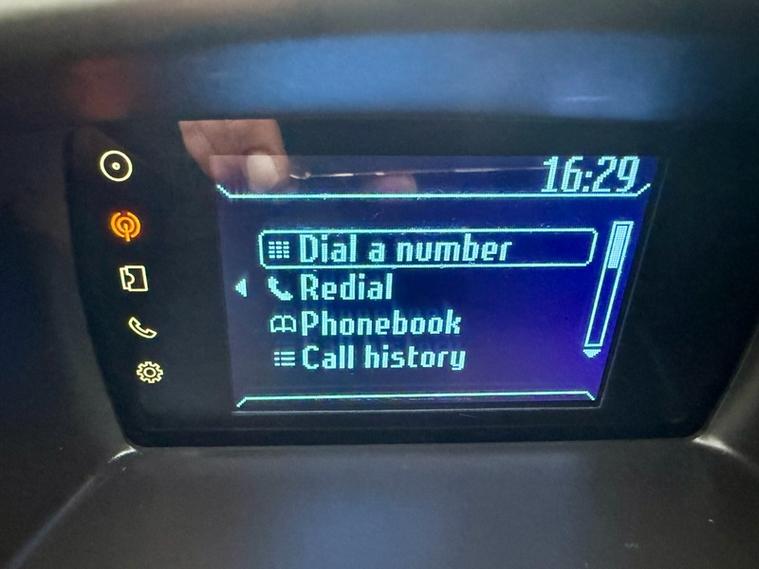 16:29
Dial a number
Redial
Phonebook
Call history